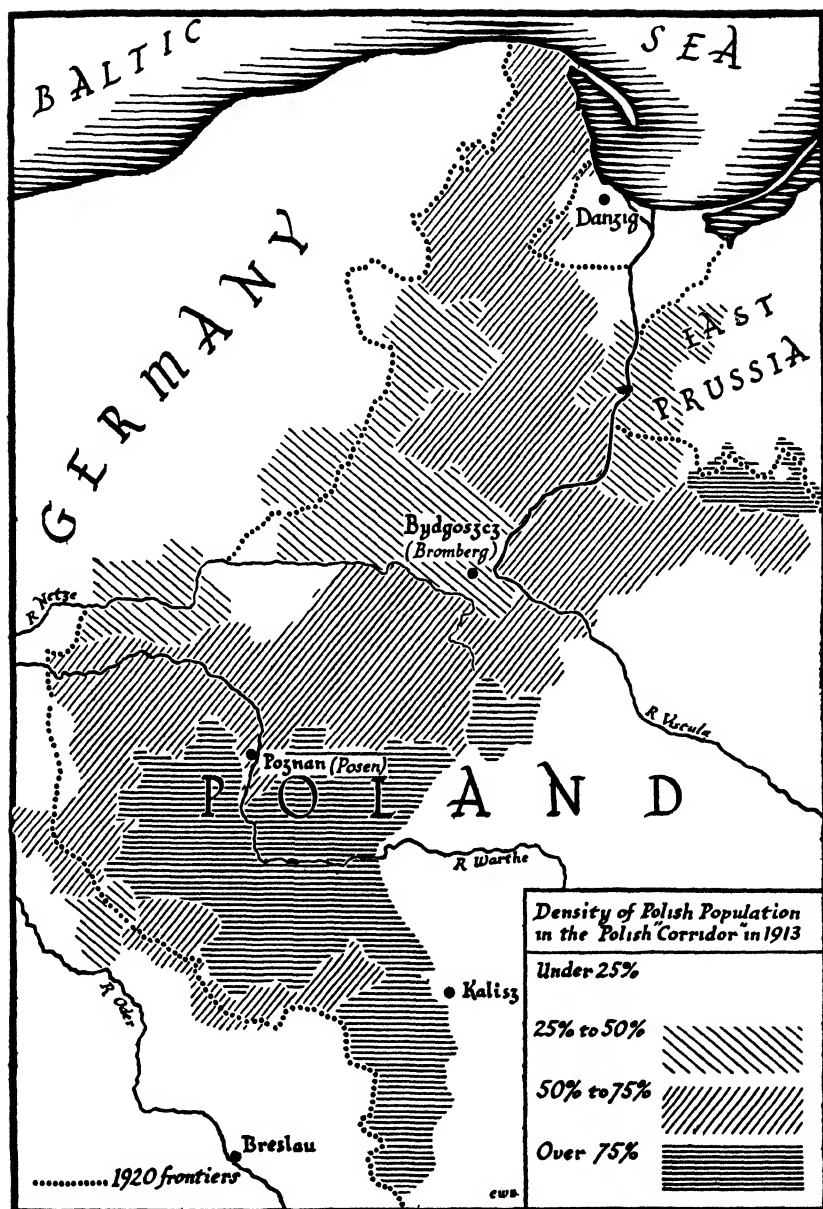 BALTIC SEA
Danzig
GERMANY
EAST
PRUSSIA
Bydgoszcz
(Bromberg)
R Netze
R Vistula
Poznan (Posen)
POLAND
R Warthe
Kalisz
R Oder
Breslau
1920 frontiers
cwb.
Density of Polish Population
in the Polish "Corridor" in 1913
Under 25%
25% to 50%
50% to 75%
Over 75%